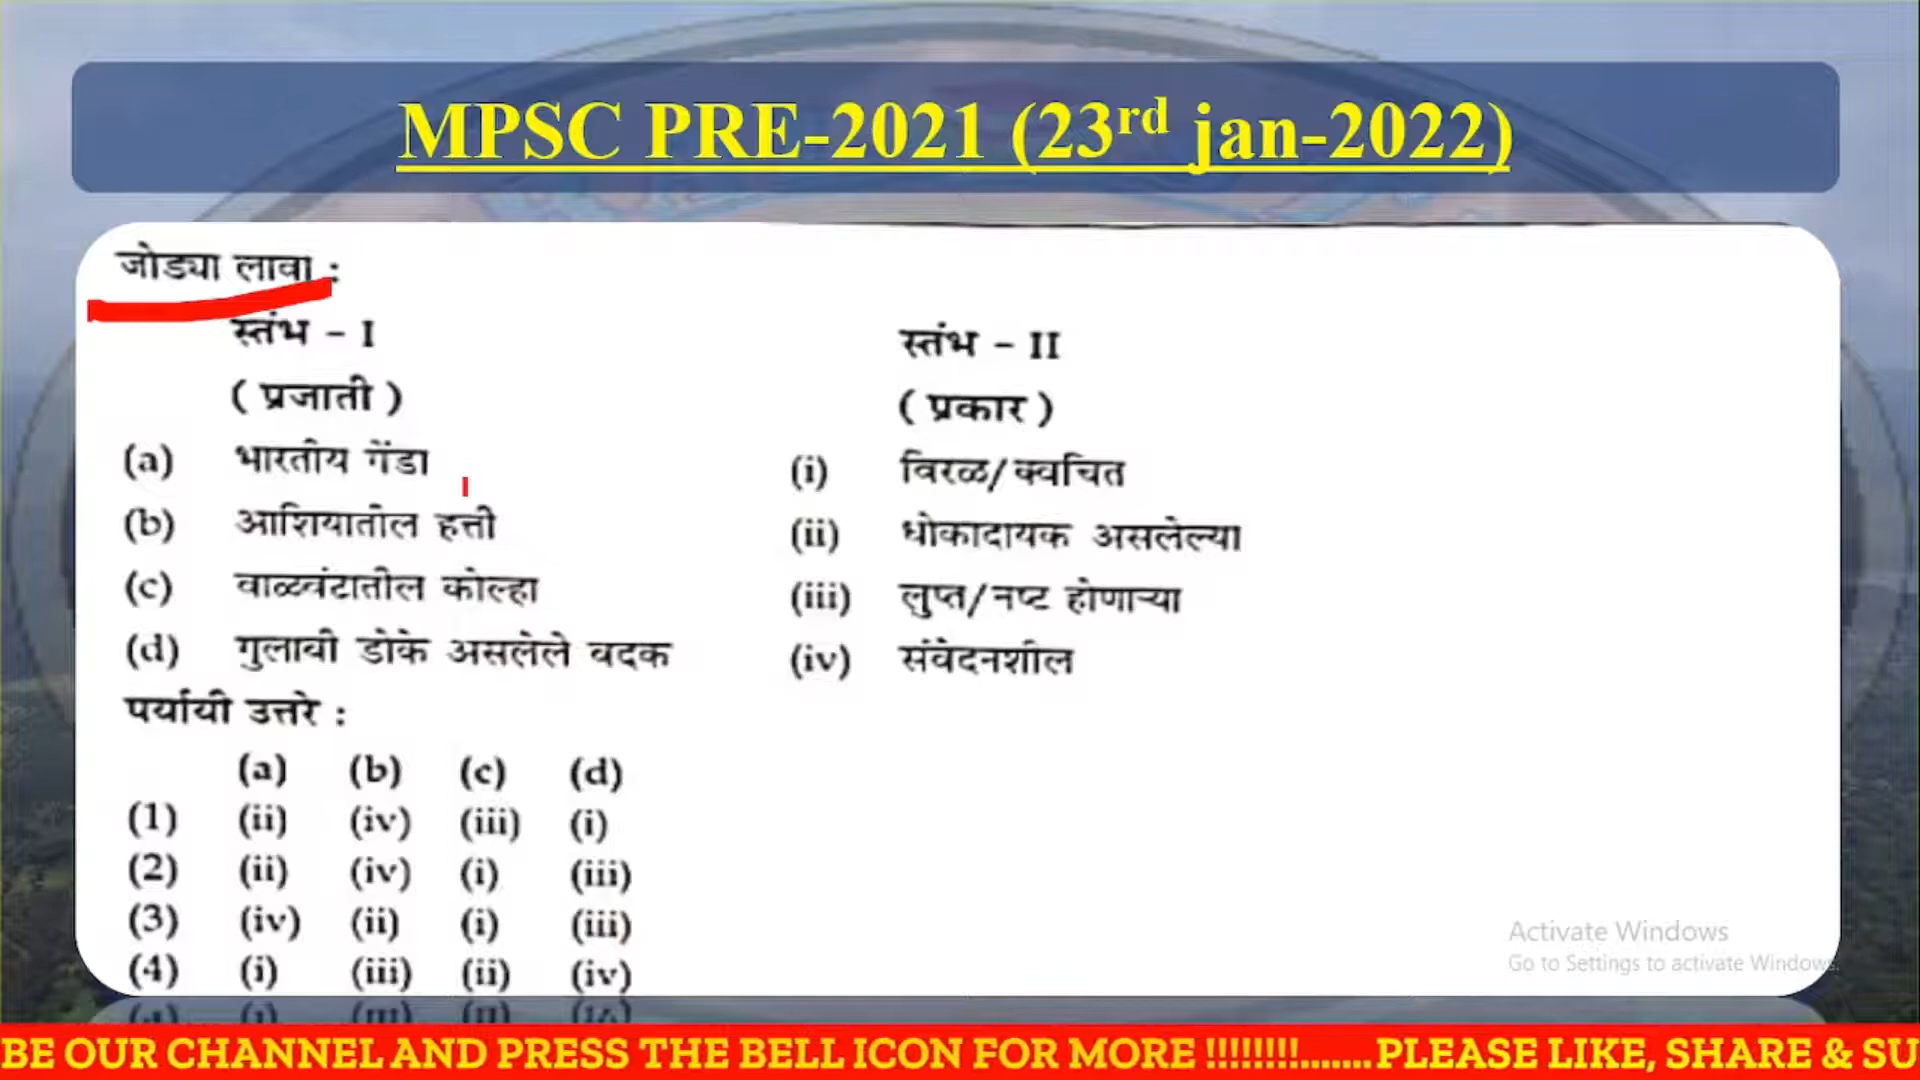 MPSC PRE-2021 (23rd jan-2022)
जोड्या लावा :
स्तंभ - I स्तंभ - II
( प्रजाती ) ( प्रकार )
(a) भारतीय गेंडा (i) विरळ/क्वचित
(b) आशियातील हत्ती (ii) धोकादायक असलेल्या
(c) वाळवंटातील कोल्हा (iii) लुप्त/नष्ट होणाऱ्या
(d) गुलाबी डोके असलेले बदक (iv) संवेदनशील
पर्यायी उत्तरे :
(a) (b) (c) (d)
(1) (ii) (iv) (iii) (i)
(2) (ii) (iv) (i) (iii)
(3) (iv) (ii) (i) (iii)
(4) (i) (iii) (ii) (iv)
Activate Windows
Go to Settings to activate Windows.
BE OUR CHANNEL AND PRESS THE BELL ICON FOR MORE !!!!!!!!.......PLEASE LIKE, SHARE & SU